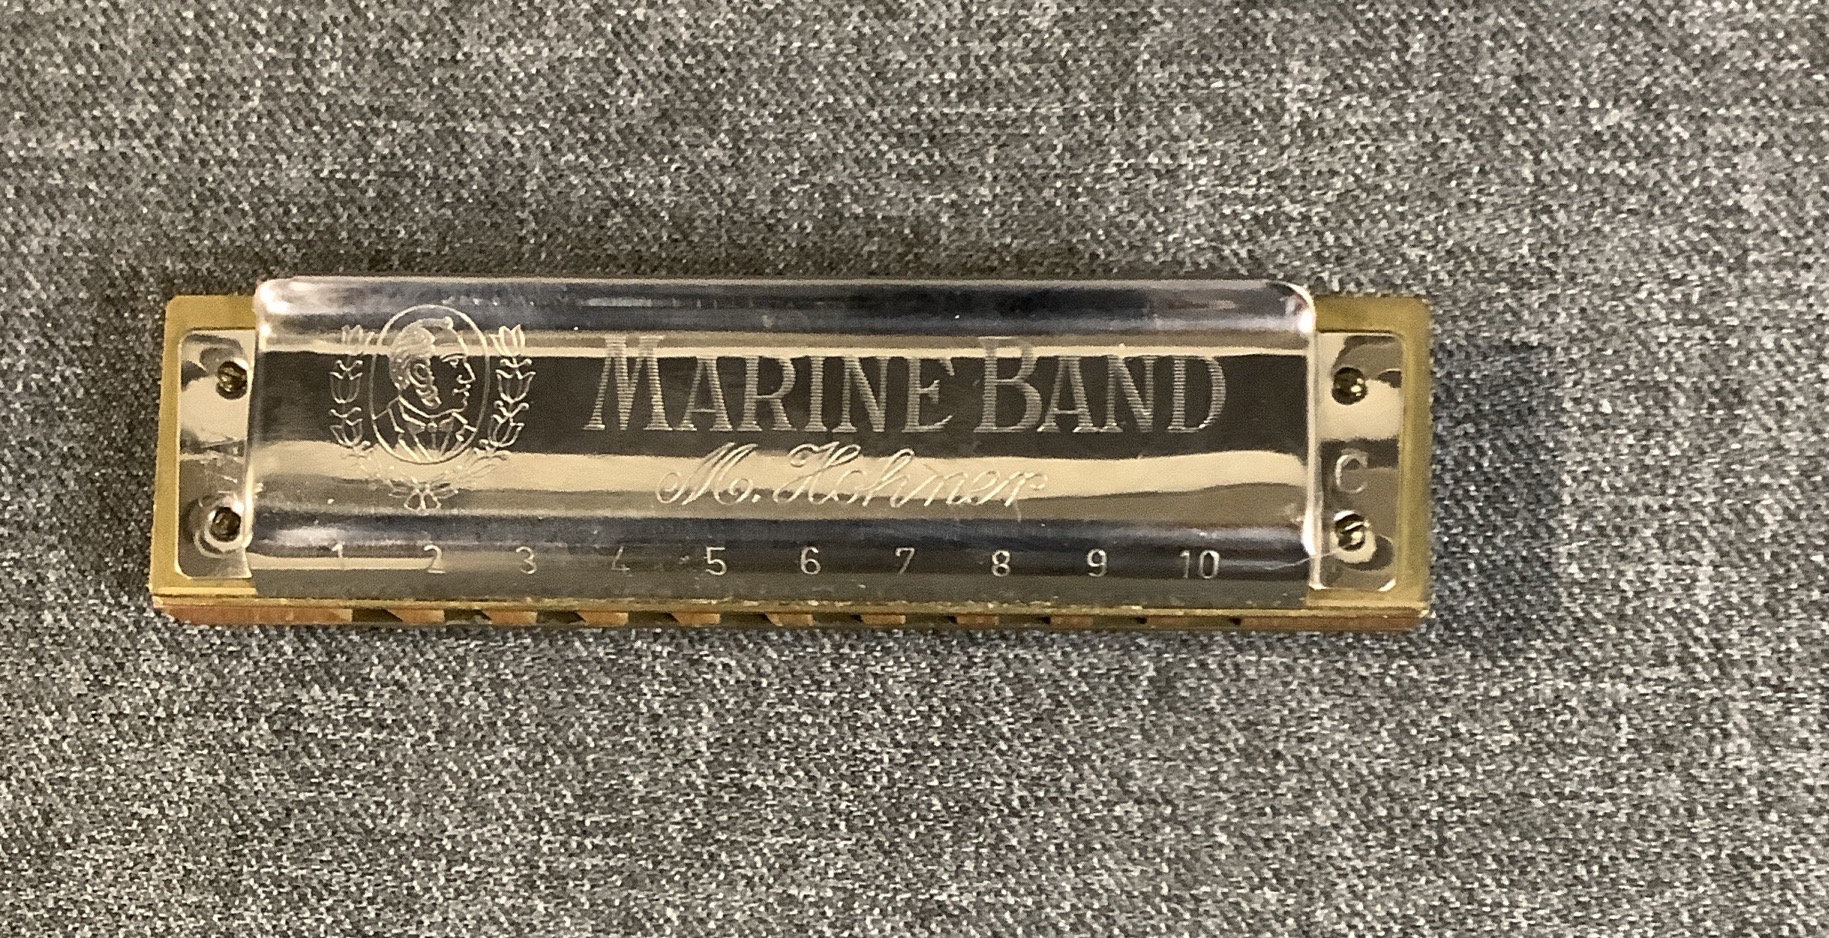 MARINE BAND
M. Hohner
C
1 2 3 4 5 6 7 8 9 10